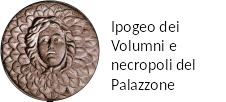 Ipogeo dei
Volumni e
necropoli del
Palazzone